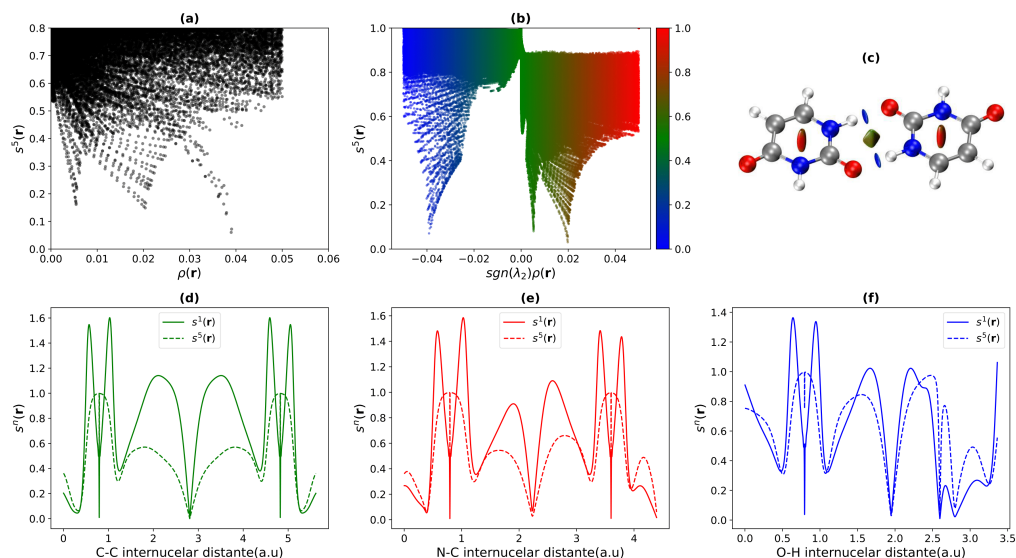 (a)
0.8
0.7
0.6
0.5
0.4
0.3
0.2
0.1
0.0
s⁵(r)
0.00 0.01 0.02 0.03 0.04 0.05 0.06
ρ(r)
(b)
1.0
0.8
0.6
0.4
0.2
0.0
s⁵(r)
−0.04 −0.02 0.00 0.02 0.04
sgn(λ₂)ρ(r)
1.0
0.8
0.6
0.4
0.2
0.0
(c)
(d)
s¹(r)
s⁵(r)
1.6
1.4
1.2
1.0
0.8
0.6
0.4
0.2
0.0
sⁿ(r)
0 1 2 3 4 5
C-C internucelar distante(a.u)
(e)
s¹(r)
s⁵(r)
1.6
1.4
1.2
1.0
0.8
0.6
0.4
0.2
0.0
sⁿ(r)
0 1 2 3 4
N-C internucelar distante(a.u)
(f)
s¹(r)
s⁵(r)
1.4
1.2
1.0
0.8
0.6
0.4
0.2
0.0
sⁿ(r)
0.0 0.5 1.0 1.5 2.0 2.5 3.0 3.5
O-H internucelar distante(a.u)